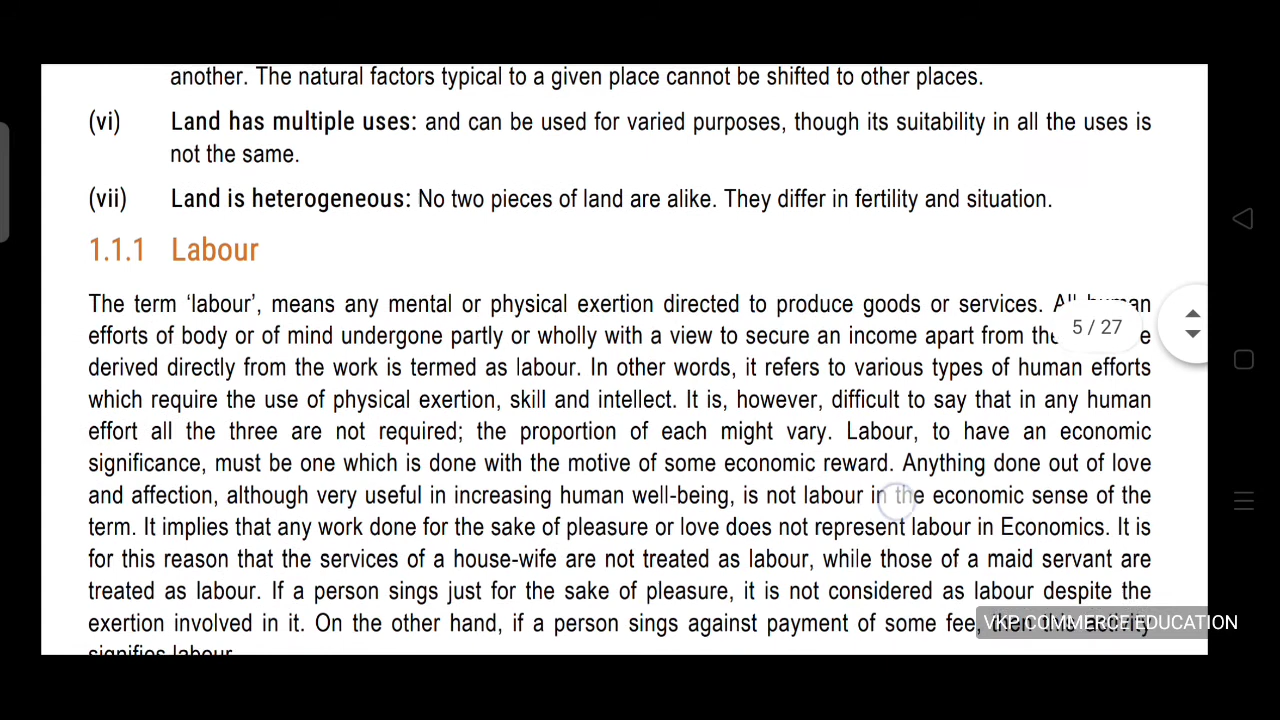 another. The natural factors typical to a given place cannot be shifted to other places.
(vi) Land has multiple uses: and can be used for varied purposes, though its suitability in all the uses is
not the same.
(vii) Land is heterogeneous: No two pieces of land are alike. They differ in fertility and situation.
1.1.1 Labour
The term ‘labour’, means any mental or physical exertion directed to produce goods or services. All human
efforts of body or of mind undergone partly or wholly with a view to secure an income apart from the
5 / 27
derived directly from the work is termed as labour. In other words, it refers to various types of human efforts
which require the use of physical exertion, skill and intellect. It is, however, difficult to say that in any human
effort all the three are not required; the proportion of each might vary. Labour, to have an economic
significance, must be one which is done with the motive of some economic reward. Anything done out of love
and affection, although very useful in increasing human well-being, is not labour in the economic sense of the
term. It implies that any work done for the sake of pleasure or love does not represent labour in Economics. It is
for this reason that the services of a house-wife are not treated as labour, while those of a maid servant are
treated as labour. If a person sings just for the sake of pleasure, it is not considered as labour despite the
exertion involved in it. On the other hand, if a person sings against payment of some fee, then this activity
VKP COMMERCE EDUCATION
signifies labour.